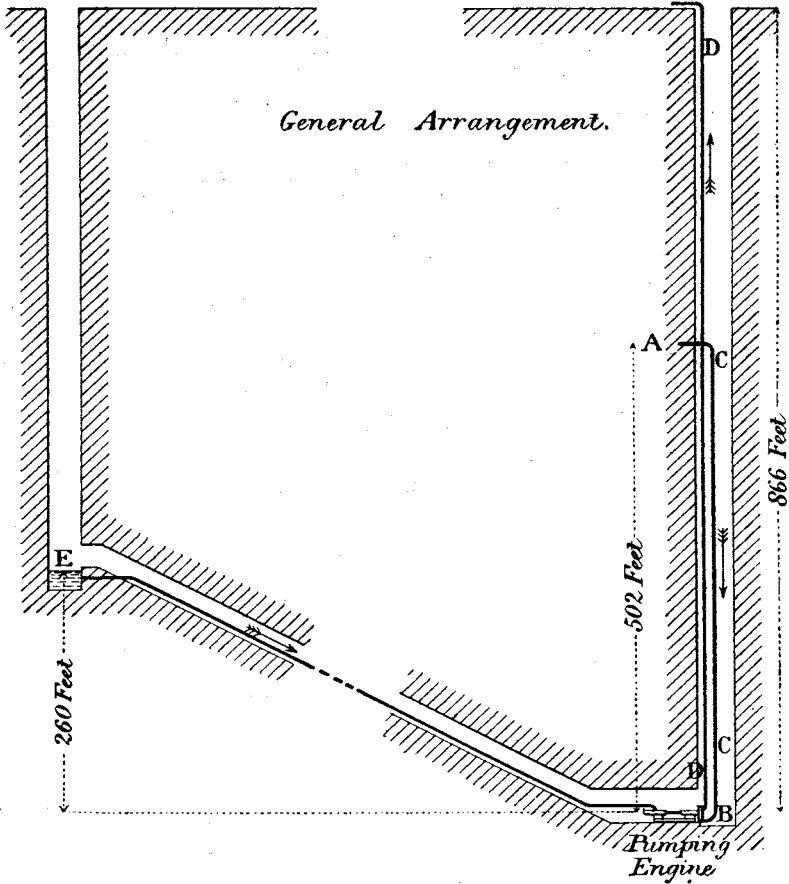 D
General Arrangement.
A
C
866 Feet
E
502 Feet
260 Feet
C
D
B
Pumping
Engine